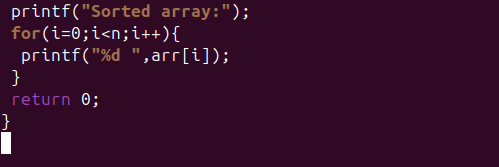 printf("Sorted array:");
for(i=0;i<n;i++){
printf("%d ",arr[i]);
}
return 0;
}